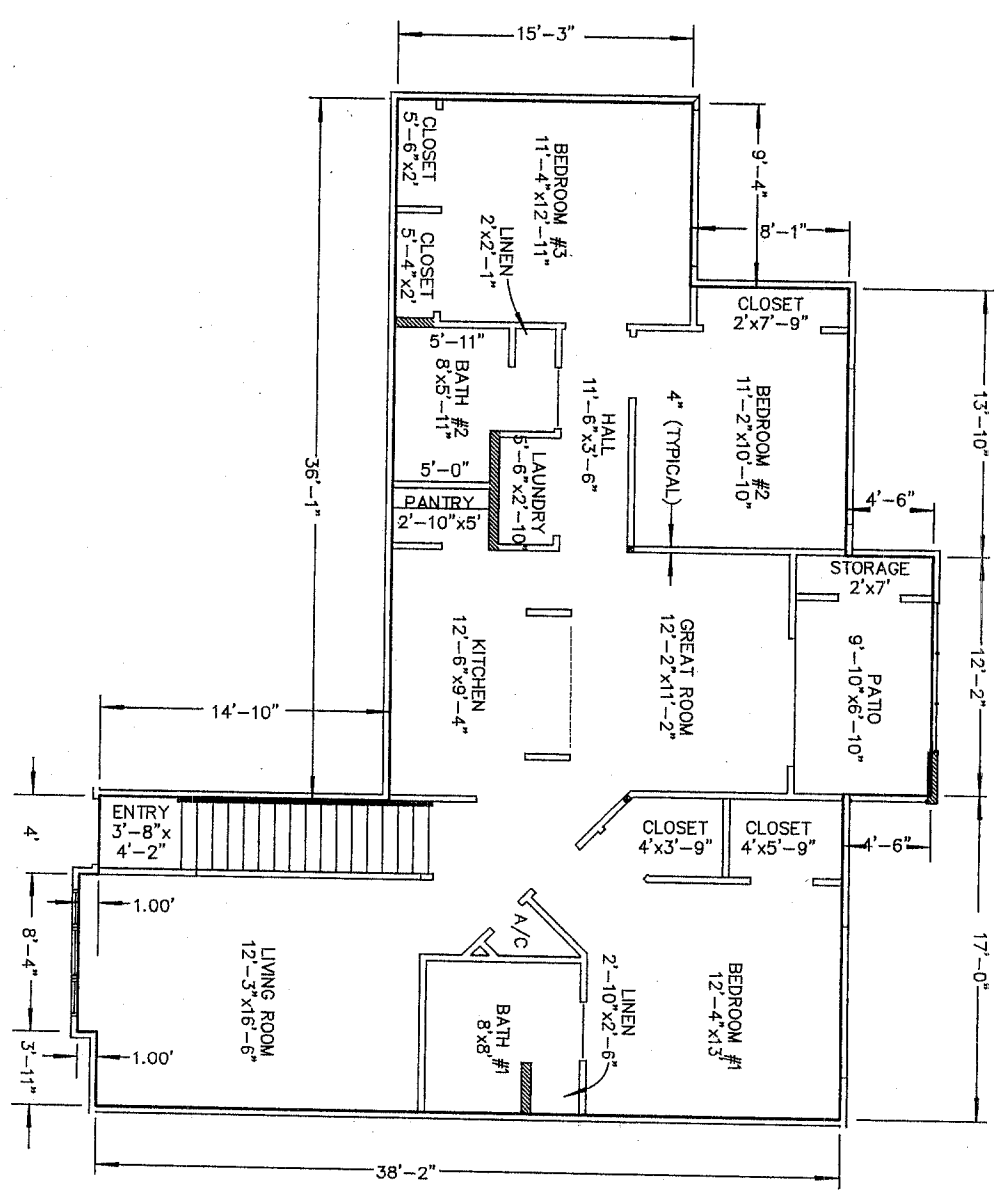 15'-3"
9'-4"
8'-1"
CLOSET
5'-6"x2'
BEDROOM #3
11'-4"x12'-11"
LINEN
2'x2'-1"
CLOSET
5'-4"x2'
CLOSET
2'x7'-9"
36'-1"
13'-10"
5'-11"
BATH #2
8'x5'-11"
5'-0"
HALL
11'-6"x3'-6"
4" (TYPICAL)
BEDROOM #2
11'-2"x10'-10"
LAUNDRY
5'-6"x2'-10"
PANTRY
2'-10"x5'
4'-6"
STORAGE
2'x7'
KITCHEN
12'-6"x9'-4"
GREAT ROOM
12'-2"x11'-2"
PATIO
9'-10"x6'-10"
12'-2"
14'-10"
4'
ENTRY
3'-8"x
4'-2"
CLOSET
4'x3'-9"
CLOSET
4'x5'-9"
4'-6"
1.00'
8'-4"
A/C
LIVING ROOM
12'-3"x16'-6"
BATH #1
8'x8'
LINEN
2'-10"x2'-6"
BEDROOM #1
12'-4"x13'
17'-0"
1.00'
3'-11"
38'-2"